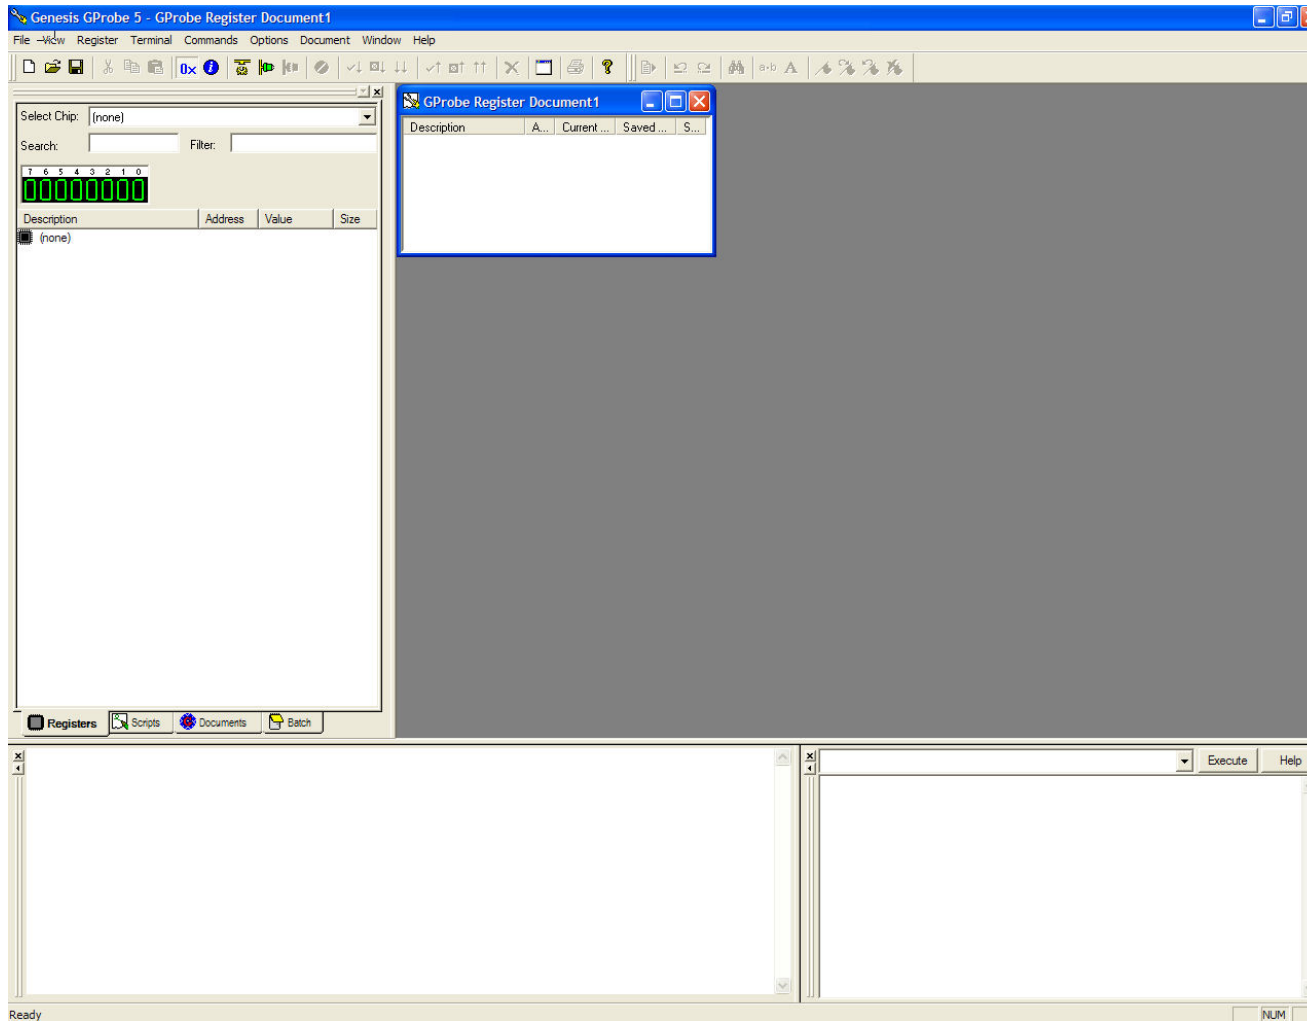 Genesis GProbe 5 - GProbe Register Document1
File View Register Terminal Commands Options Document Window Help
0x
a→b A
Select Chip: (none)
Search: Filter:
7 6 5 4 3 2 1 0
00000000
Description Address Value Size
(none)
Registers Scripts Documents Batch
GProbe Register Document1
Description A... Current ... Saved ... S...
Execute Help
Ready NUM